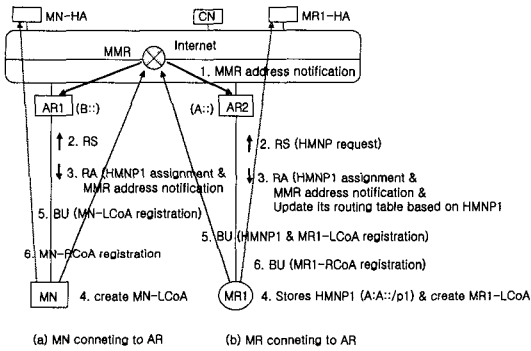 MN-HA
CN
MR1-HA
Internet
MMR
1. MMR address notification
AR1 (B::)
(A::) AR2
2. RS
2. RS (HMNP request)
3. RA (HMNP1 assignment &
MMR address notification
3. RA (HMNP1 assignment &
MMR address notification &
Update its routing table based on HMNP1
5. BU (MN-LCoA registration)
5. BU (HMNP1 & MR1-LCoA registration)
6. MN-RCoA registration
6. BU (MR1-RCoA registration)
MN
4. create MN-LCoA
MR1
4. Stores HMNP1 (A:A::/p1) & create MR1-LCoA
(a) MN conneting to AR
(b) MR conneting to AR